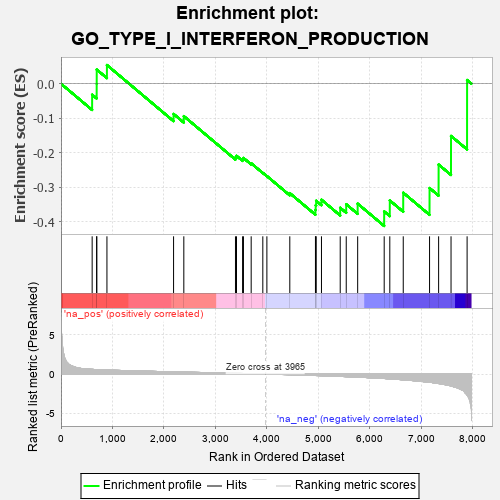 Enrichment plot:
GO_TYPE_I_INTERFERON_PRODUCTION
Enrichment score (ES)
0.0
-0.1
-0.2
-0.3
-0.4
'na_pos' (positively correlated)
Ranked list metric (PreRanked)
5
0
-5
Zero cross at 3965
'na_neg' (negatively correlated)
0 1,000 2,000 3,000 4,000 5,000 6,000 7,000 8,000
Rank in Ordered Dataset
Enrichment profile Hits Ranking metric scores